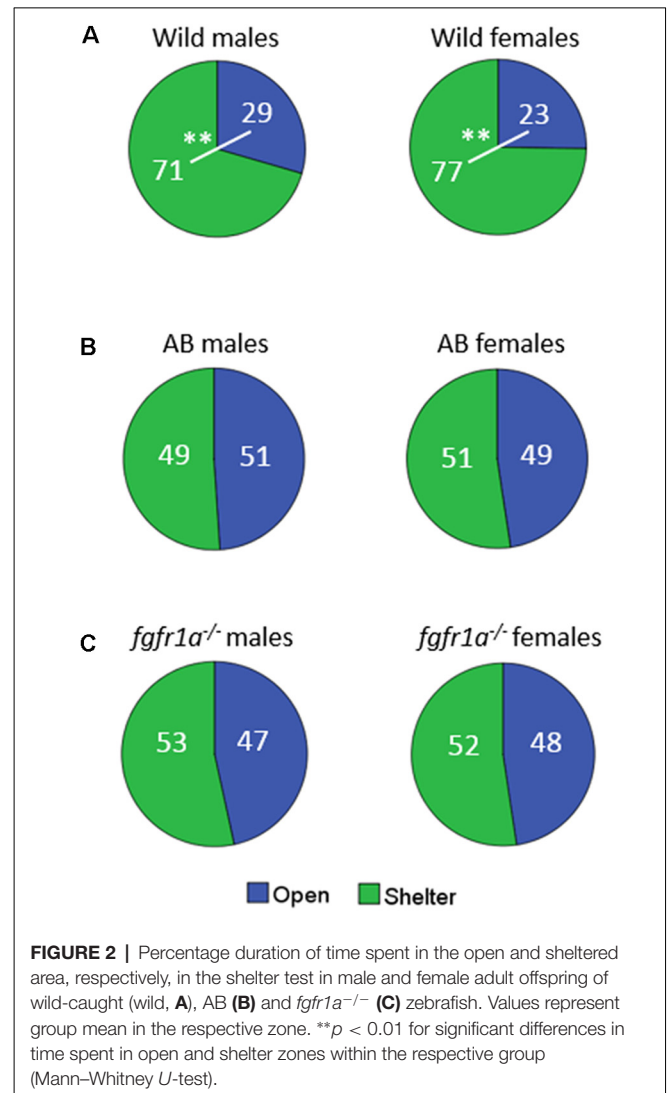 A
Wild males Wild females
** 29 ** 23
71 77
B
AB males AB females
49 51 51 49
C
fgfr1a⁻/⁻ males fgfr1a⁻/⁻ females
53 47 52 48
Open Shelter
FIGURE 2 | Percentage duration of time spent in the open and sheltered
area, respectively, in the shelter test in male and female adult offspring of
wild-caught (wild, A), AB (B) and fgfr1a−/− (C) zebrafish. Values represent
group mean in the respective zone. **p < 0.01 for significant differences in
time spent in open and shelter zones within the respective group
(Mann–Whitney U-test).